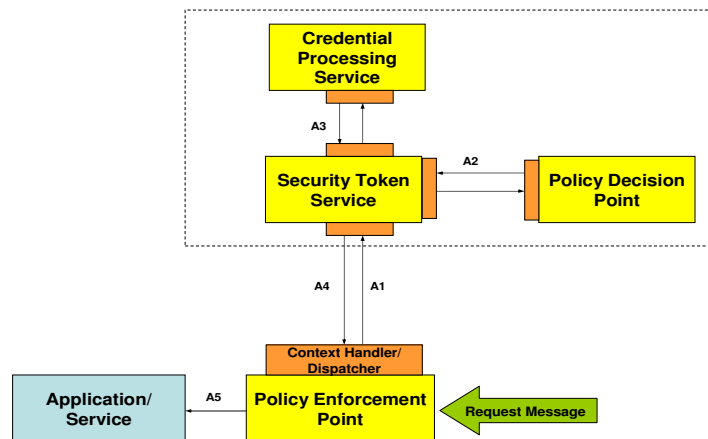 Credential
Processing
Service
A3
A2
Security Token
Service
Policy Decision
Point
A4
A1
Context Handler/
Dispatcher
Application/
Service
A5
Policy Enforcement
Point
Request Message